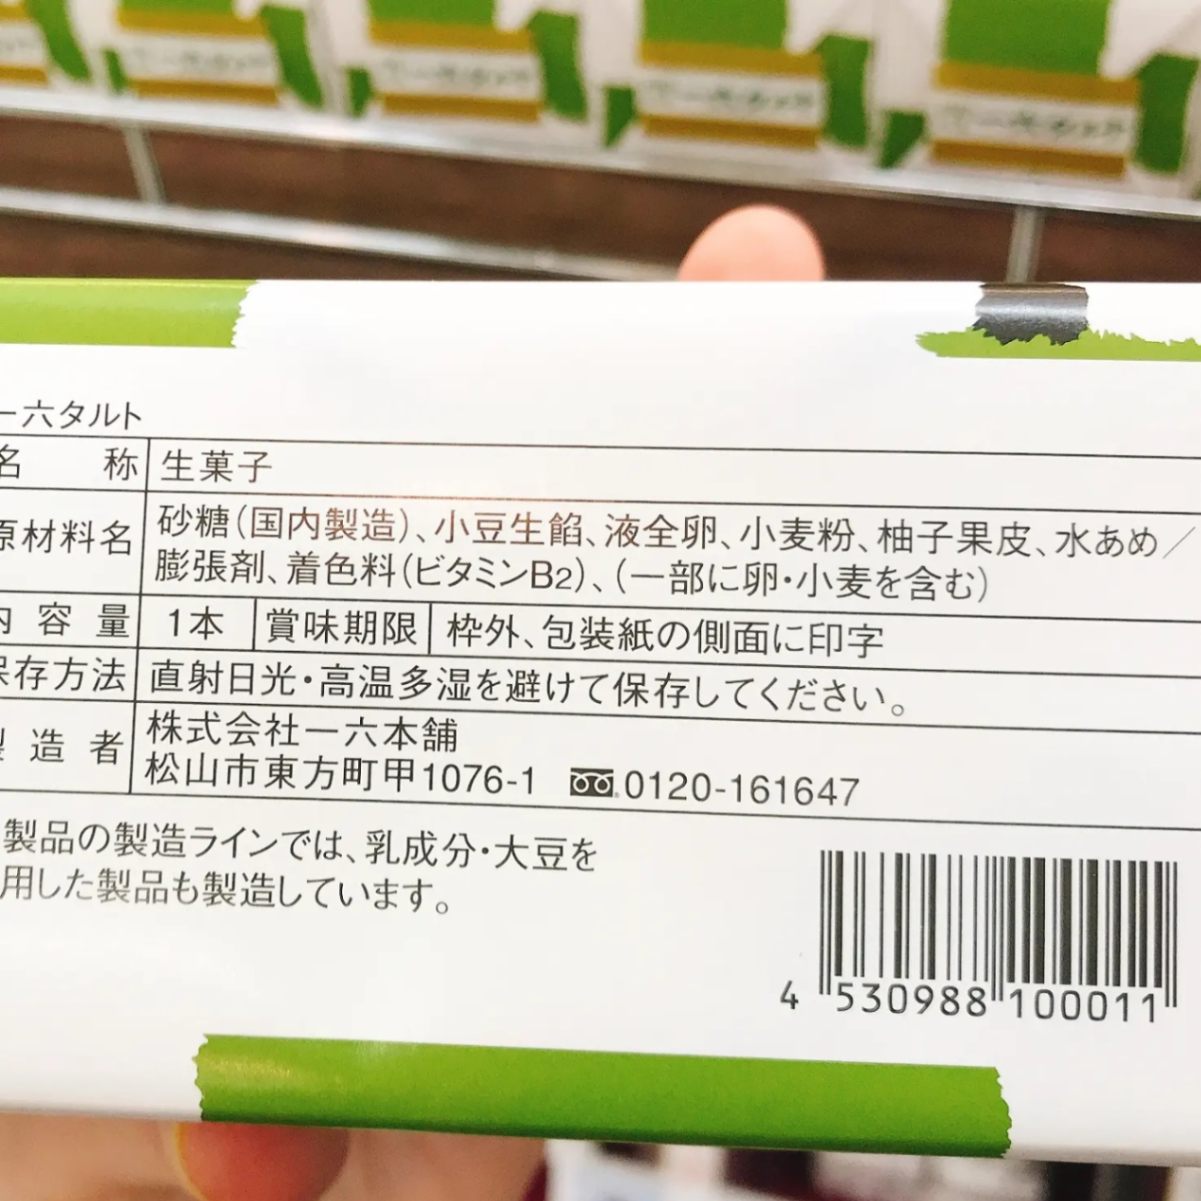 一六タルト
名称 生菓子
原材料名 砂糖(国内製造)、小豆生餡、液全卵、小麦粉、柚子果皮、水あめ／
膨張剤、着色料(ビタミンB2)、(一部に卵・小麦を含む)
内容量 1本 賞味期限 枠外、包装紙の側面に印字
保存方法 直射日光・高温多湿を避けて保存してください。
製造者 株式会社一六本舗
松山市東方町甲1076-1 0120-161647
製品の製造ラインでは、乳成分・大豆を
用した製品も製造しています。
4 530988 100011